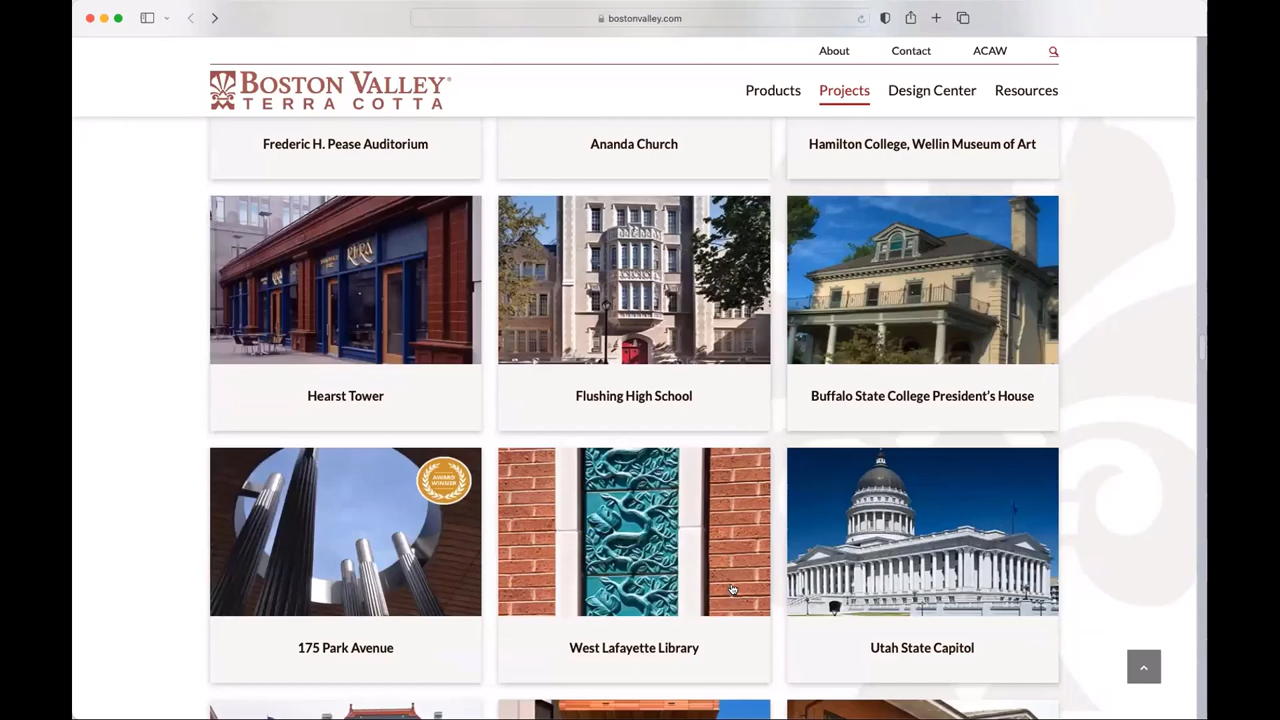 bostonvalley.com
About Contact ACAW
BOSTON VALLEY®
TERRA COTTA
Products Projects Design Center Resources
Frederic H. Pease Auditorium
Ananda Church
Hamilton College, Wellin Museum of Art
Hearst Tower
Flushing High School
Buffalo State College President's House
AWARD
WINNER
175 Park Avenue
West Lafayette Library
Utah State Capitol